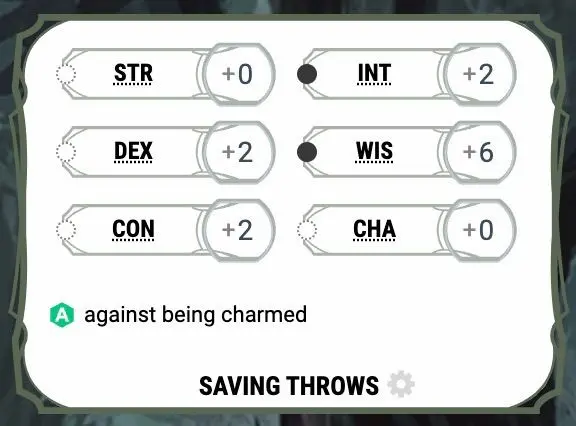 STR +0 INT +2
DEX +2 WIS +6
CON +2 CHA +0
A against being charmed
SAVING THROWS